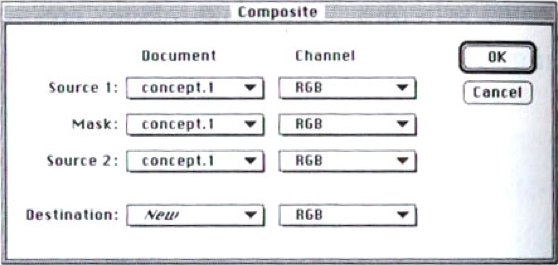 Composite
Document Channel
OK
Source 1: concept.1 RGB
Cancel
Mask: concept.1 RGB
Source 2: concept.1 RGB
Destination: New RGB